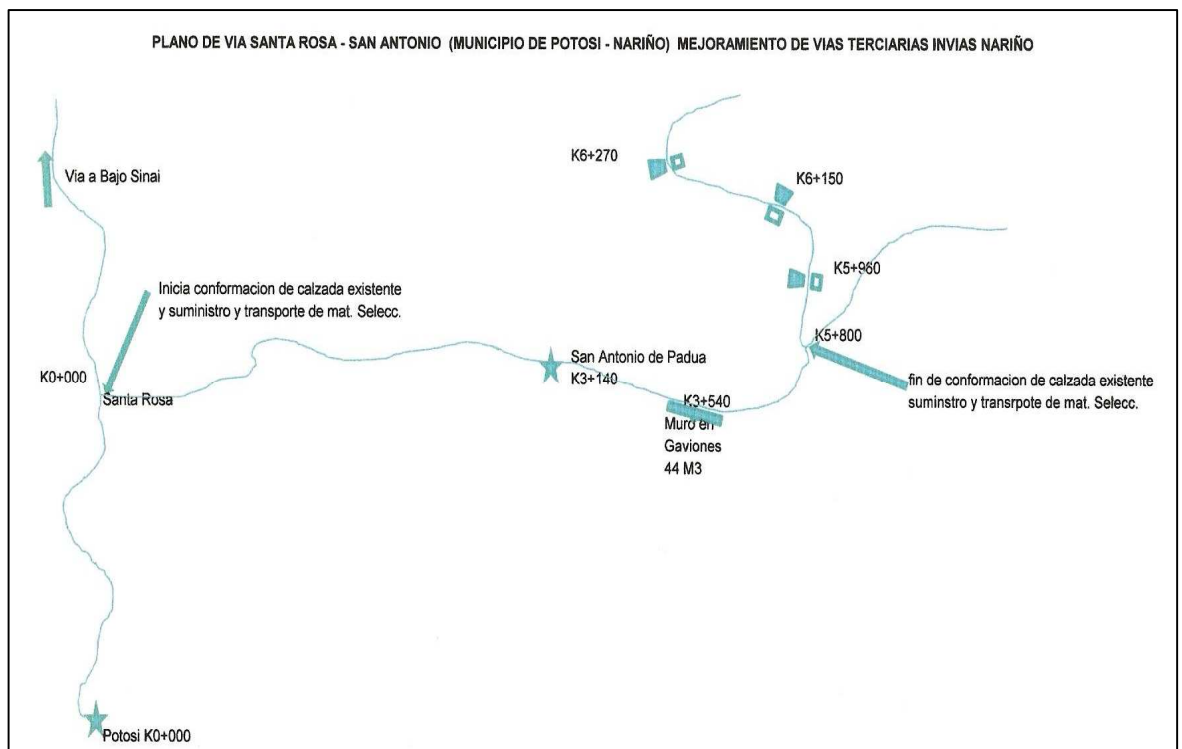 PLANO DE VIA SANTA ROSA - SAN ANTONIO (MUNICIPIO DE POTOSI - NARIÑO) MEJORAMIENTO DE VIAS TERCIARIAS INVIAS NARIÑO
K6+270
Via a Bajo Sinai
K6+150
K5+960
Inicia conformacion de calzada existente
y suministro y transporte de mat. Selecc.
K5+800
San Antonio de Padua
K3+140
K0+000
Santa Rosa
fin de conformacion de calzada existente
suminstro y transrpote de mat. Selecc.
K3+540
Muro en
Gaviones
44 M3
Potosi K0+000